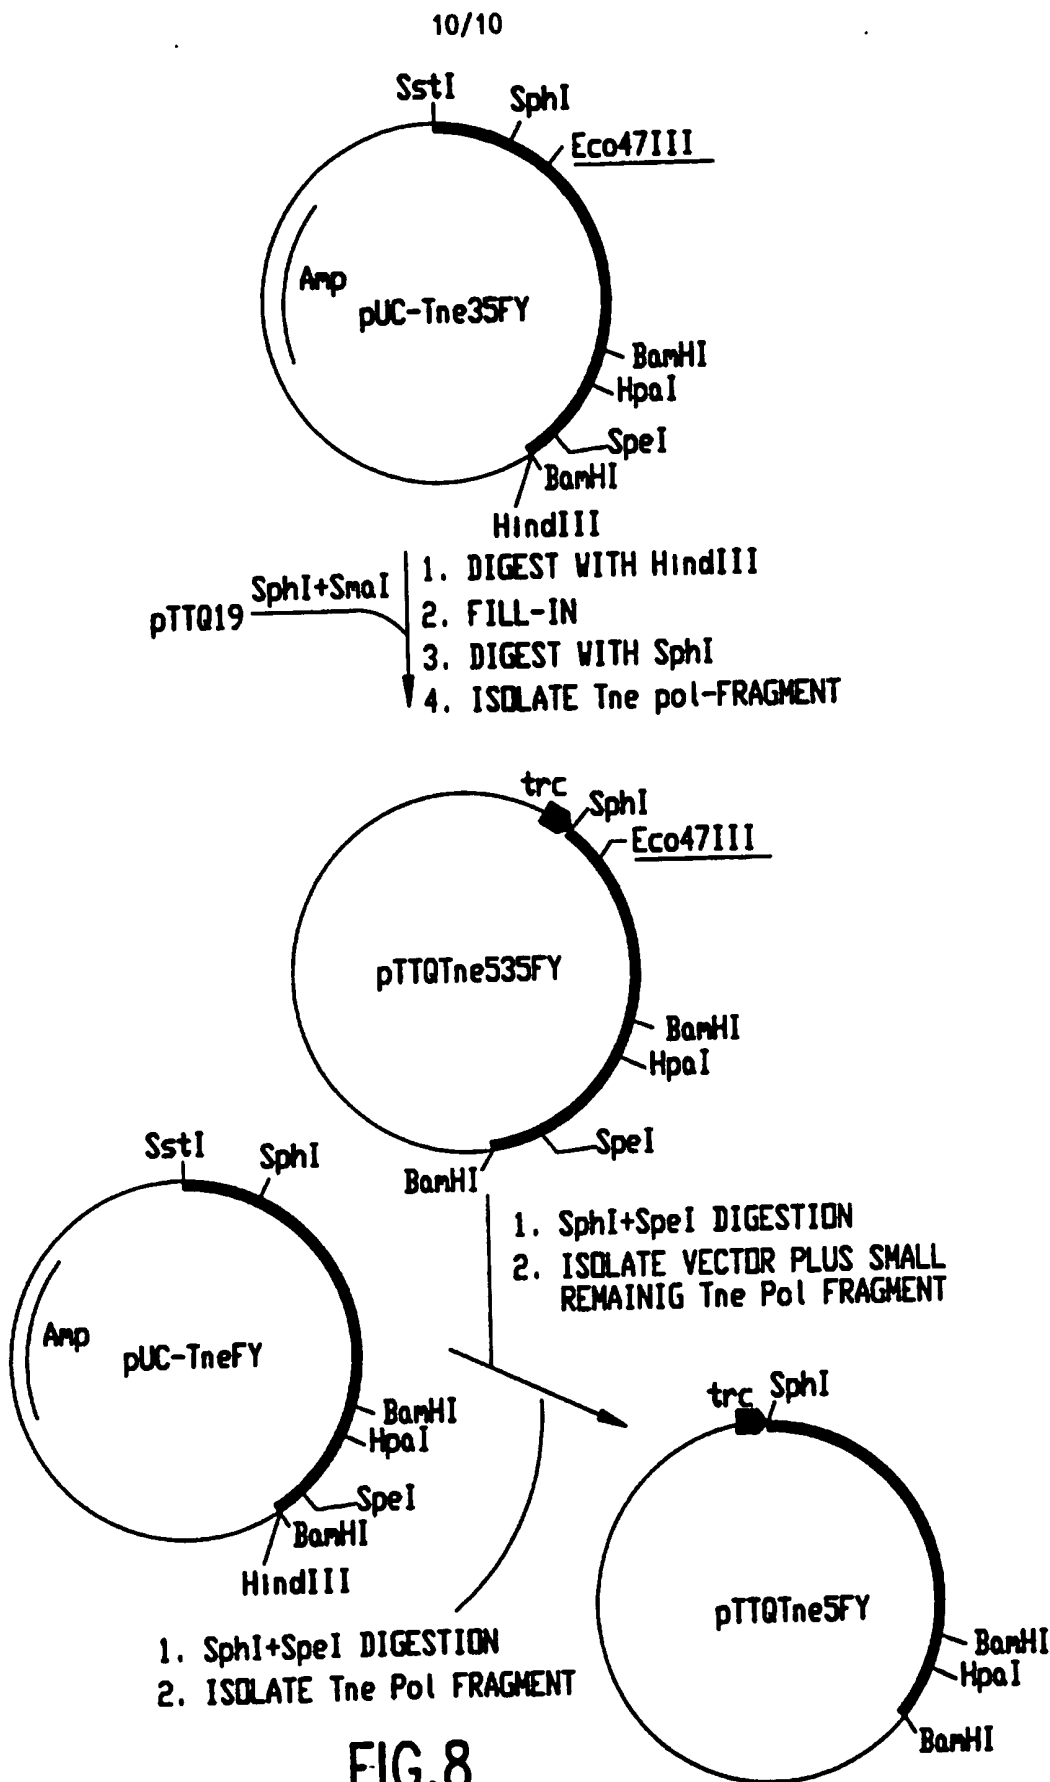 10/10
SstI
SphI
Eco47III
Amp
pUC-Tne35FY
BamHI
HpaI
SpeI
BamHI
HindIII
pTTQ19
SphI+SmaI
1. DIGEST WITH HindIII
2. FILL-IN
3. DIGEST WITH SphI
4. ISOLATE Tne pol-FRAGMENT
trc
SphI
Eco47III
pTTQTne535FY
BamHI
HpaI
SpeI
BamHI
1. SphI+SpeI DIGESTION
2. ISOLATE VECTOR PLUS SMALL
REMAINIG Tne Pol FRAGMENT
SstI
SphI
Amp
pUC-TneFY
BamHI
HpaI
SpeI
BamHI
HindIII
1. SphI+SpeI DIGESTION
2. ISOLATE Tne Pol FRAGMENT
trc
SphI
pTTQTne5FY
BamHI
HpaI
BamHI
FIG.8